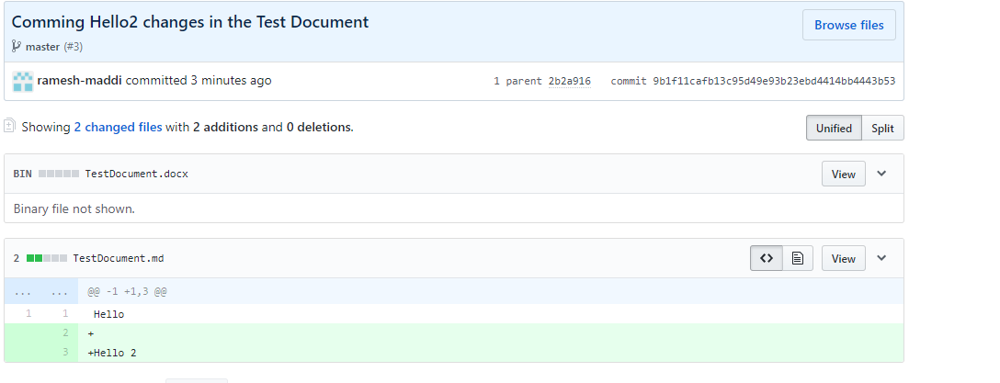 Comming Hello2 changes in the Test Document
Browse files
master (#3)
ramesh-maddi committed 3 minutes ago
1 parent 2b2a916 commit 9b1f11cafb13c95d49e93b23ebd4414bb4443b53
Showing 2 changed files with 2 additions and 0 deletions.
Unified Split
BIN TestDocument.docx View
Binary file not shown.
2 TestDocument.md <> View
... ... @@ -1 +1,3 @@
1 1 Hello
2 +
3 +Hello 2